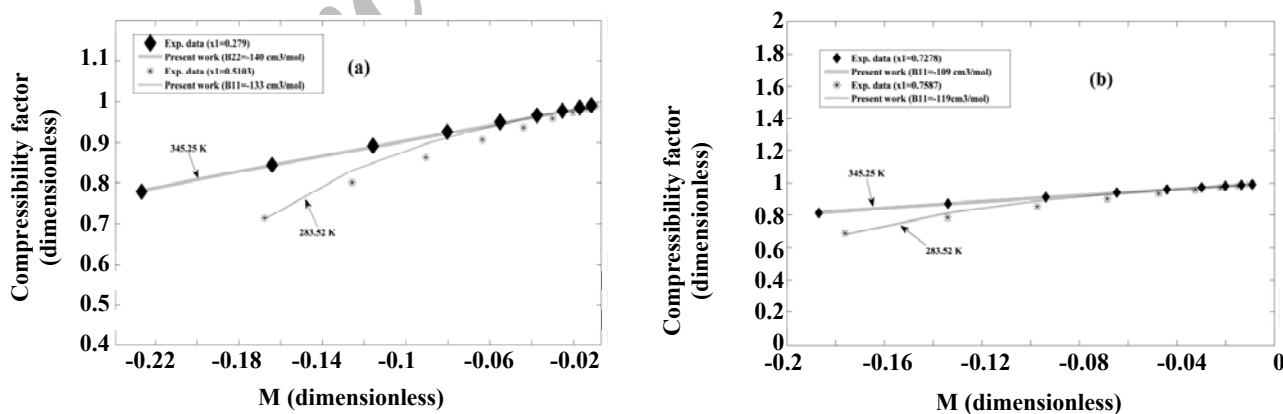 1.1
1
0.9
0.8
0.7
0.6
0.5
0.4
Compressibility factor
(dimensionless)
Exp. data (x1=0.279)
Present work (B22=-140 cm3/mol)
Exp. data (x1=0.5103)
Present work (B11=-133 cm3/mol)
(a)
345.25 K
283.52 K
-0.22 -0.18 -0.14 -0.1 -0.06 -0.02
M (dimensionless)
2
1.8
1.6
1.4
1.2
1
0.8
0.6
0.4
0.2
0
Compressibility factor
(dimensionless)
Exp. data (x1=0.7278)
Present work (B11=-109 cm3/mol)
Exp. data (x1=0.7587)
Present work (B11=-119cm3/mol)
(b)
345.25 K
283.52 K
-0.2 -0.16 -0.12 -0.08 -0.04 0
M (dimensionless)